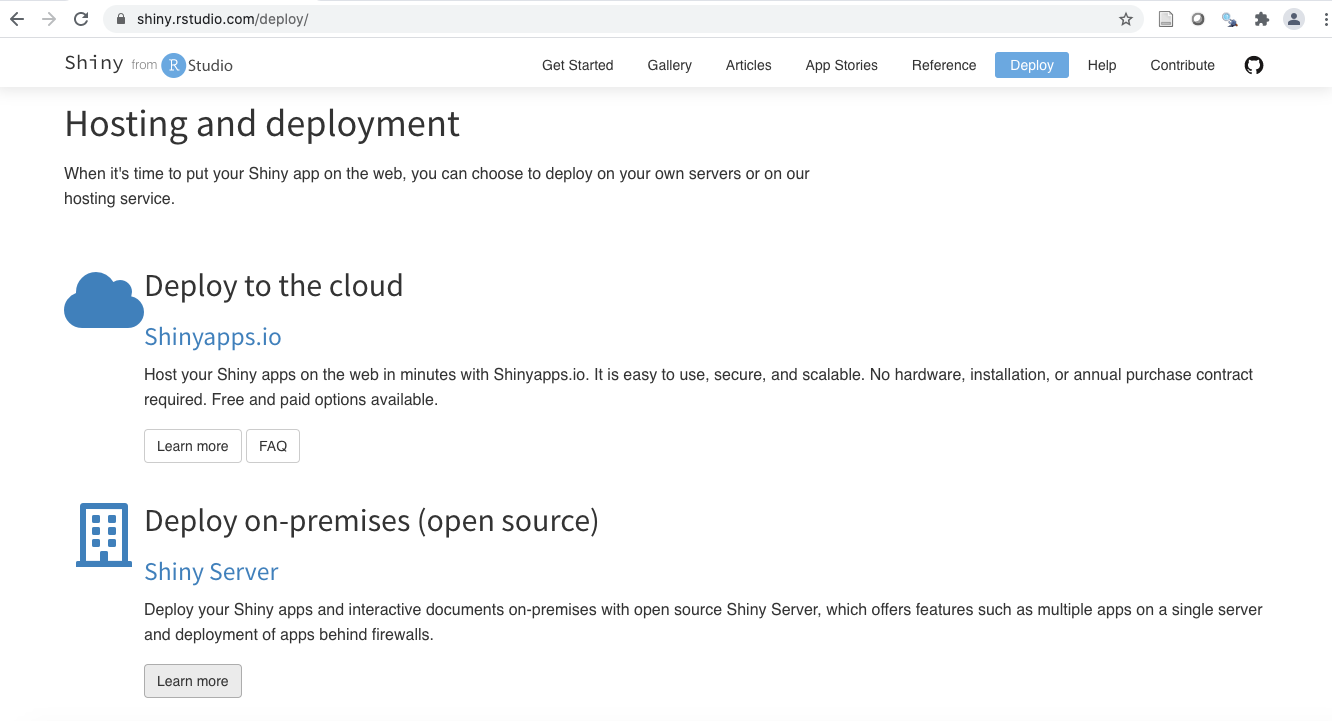 shiny.rstudio.com/deploy/
Shiny from R Studio
Get Started Gallery Articles App Stories Reference Deploy Help Contribute
Hosting and deployment
When it's time to put your Shiny app on the web, you can choose to deploy on your own servers or on our
hosting service.
Deploy to the cloud
Shinyapps.io
Host your Shiny apps on the web in minutes with Shinyapps.io. It is easy to use, secure, and scalable. No hardware, installation, or annual purchase contract
required. Free and paid options available.
Learn more FAQ
Deploy on-premises (open source)
Shiny Server
Deploy your Shiny apps and interactive documents on-premises with open source Shiny Server, which offers features such as multiple apps on a single server
and deployment of apps behind firewalls.
Learn more